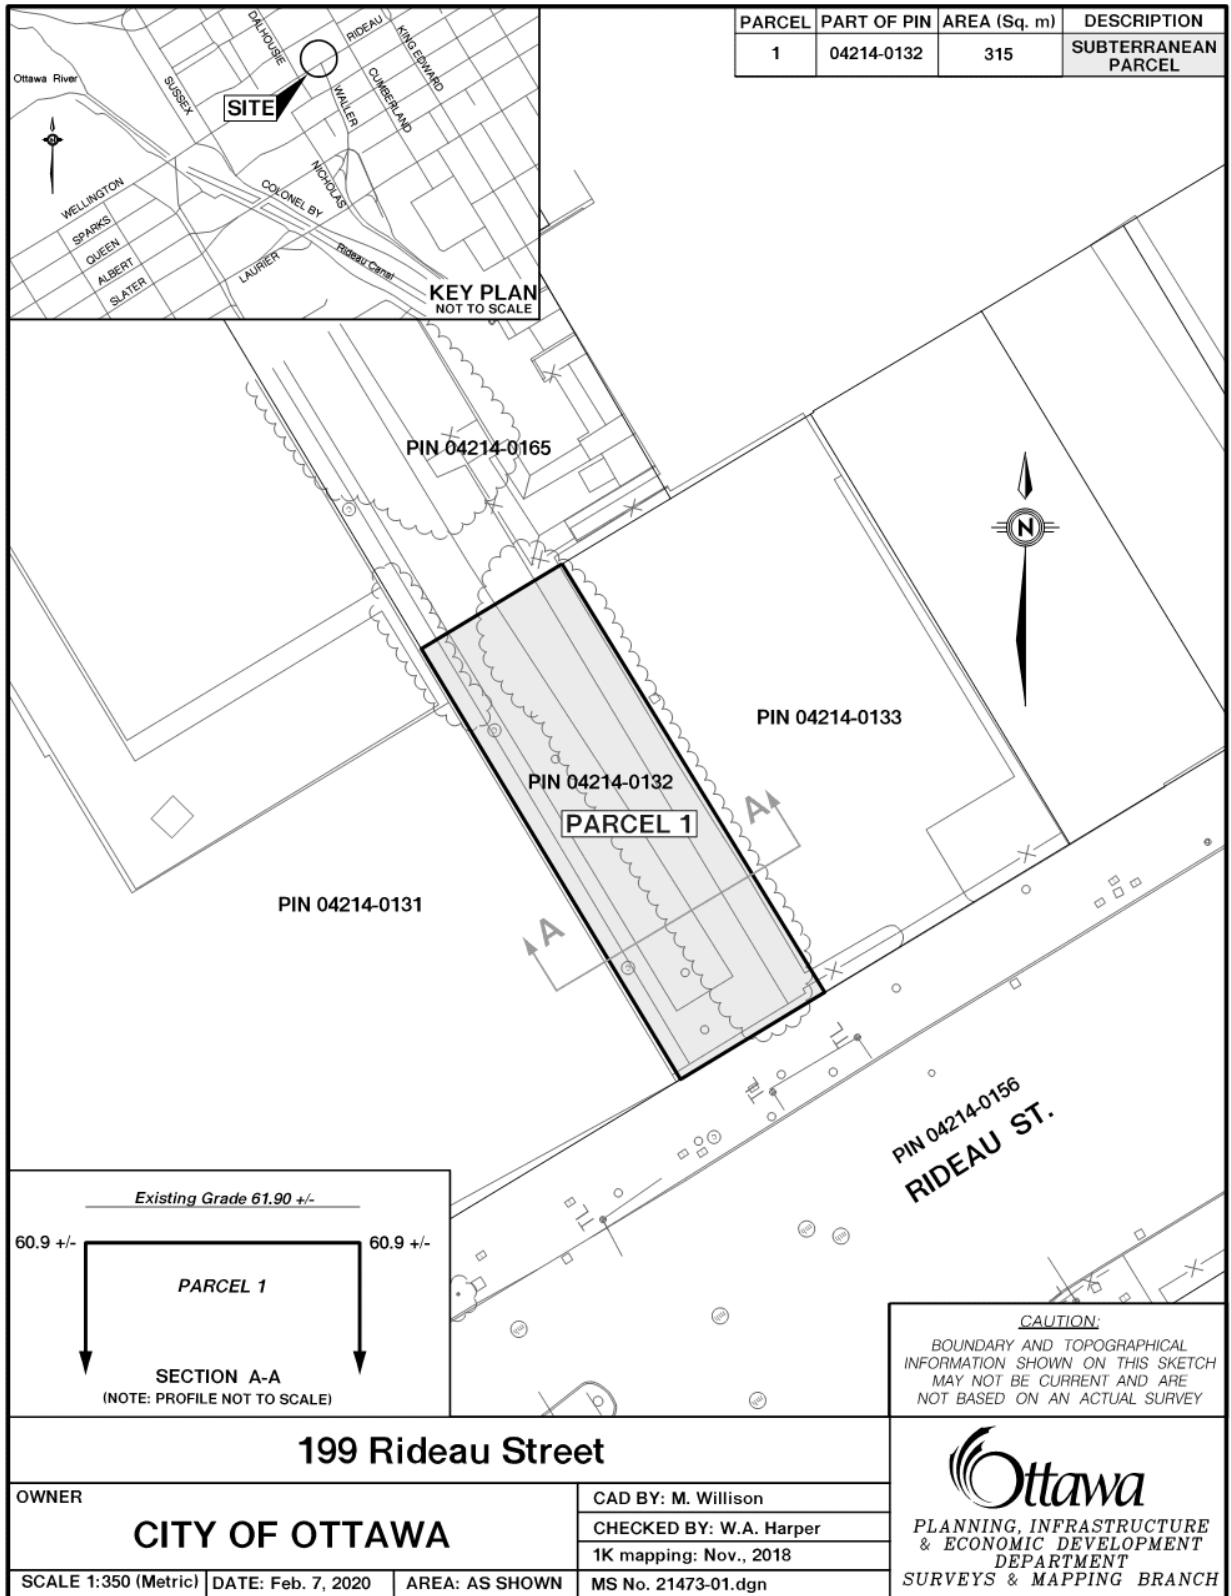 PARCEL PART OF PIN AREA (Sq. m) DESCRIPTION
1 04214-0132 315 SUBTERRANEAN PARCEL
DALHOUSIE
RIDEAU
KING EDWARD
Ottawa River
SUSSEX
CUMBERLAND
SITE
WALLER
NICHOLAS
WELLINGTON
COLONEL BY
SPARKS
QUEEN
Rideau Canal
ALBERT
LAURIER
SLATER
KEY PLAN
NOT TO SCALE
PIN 04214-0165
N
PIN 04214-0133
PIN 04214-0132
PARCEL 1
A
PIN 04214-0131
A
PIN 04214-0156
RIDEAU ST.
Existing Grade 61.90 +/-
60.9 +/- 60.9 +/-
PARCEL 1
SECTION A-A
(NOTE: PROFILE NOT TO SCALE)
CAUTION:
BOUNDARY AND TOPOGRAPHICAL
INFORMATION SHOWN ON THIS SKETCH
MAY NOT BE CURRENT AND ARE
NOT BASED ON AN ACTUAL SURVEY
199 Rideau Street
OWNER
CITY OF OTTAWA
CAD BY: M. Willison
CHECKED BY: W.A. Harper
1K mapping: Nov., 2018
SCALE 1:350 (Metric) DATE: Feb. 7, 2020 AREA: AS SHOWN MS No. 21473-01.dgn
Ottawa
PLANNING, INFRASTRUCTURE
& ECONOMIC DEVELOPMENT
DEPARTMENT
SURVEYS & MAPPING BRANCH